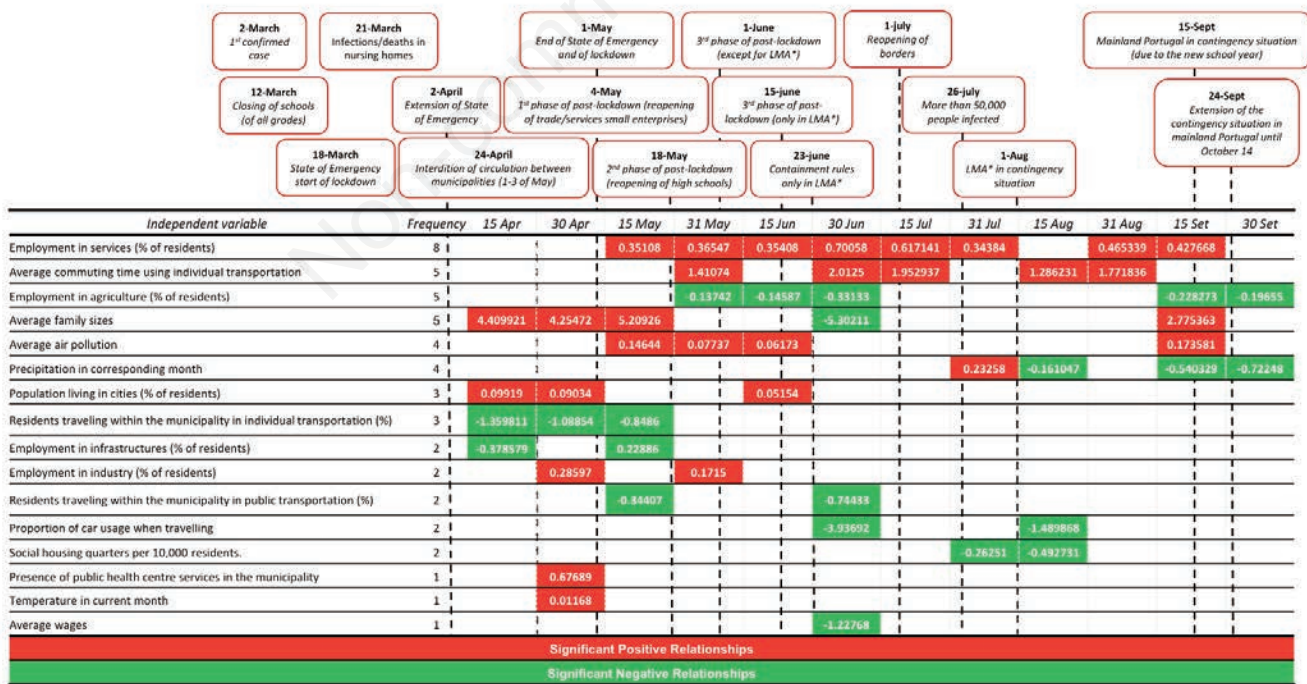 2-March
1st confirmed
case
21-March
Infections/deaths in
nursing homes
1-May
End of State of Emergency
and of lockdown
1-June
3rd phase of post-lockdown
(except for LMA*)
1-july
Reopening of
borders
15-Sept
Mainland Portugal in contingency situation
(due to the new school year)
12-March
Closing of schools
(of all grades)
2-April
Extension of State
of Emergency
4-May
1st phase of post-lockdown (reopening
of trade/services small enterprises)
15-june
3rd phase of post-
lockdown (only in LMA*)
26-july
More than 50,000
people infected
24-Sept
Extension of the
contingency situation in
mainland Portugal until
October 14
18-March
State of Emergency
start of lockdown
24-April
Interdition of circulation between
municipalities (1-3 of May)
18-May
2nd phase of post-lockdown
(reopening of high schools)
23-june
Containment rules
only in LMA*
1-Aug
LMA* in contingency
situation
Independent variable Frequency 15 Apr 30 Apr 15 May 31 May 15 Jun 30 Jun 15 Jul 31 Jul 15 Aug 31 Aug 15 Set 30 Set
Employment in services (% of residents) 8 0.35108 0.36547 0.35408 0.70058 0.617141 0.34384 0.465339 0.427668
Average commuting time using individual transportation 5 1.41074 2.0125 1.952937 1.286231 1.771836
Employment in agriculture (% of residents) 5 -0.13742 -0.14587 -0.33133 -0.228273 -0.19655
Average family sizes 5 4.409921 4.25472 5.20926 -5.30211 2.775363
Average air pollution 4 0.14644 0.07737 0.06173 0.173581
Precipitation in corresponding month 4 0.23258 -0.161047 -0.540329 -0.72248
Population living in cities (% of residents) 3 0.09919 0.09034 0.05154
Residents traveling within the municipality in individual transportation (%) 3 -1.359811 -1.08854 -0.8486
Employment in infrastructures (% of residents) 2 -0.378579 0.22886
Employment in industry (% of residents) 2 0.28597 0.1715
Residents traveling within the municipality in public transportation (%) 2 -0.34407 -0.74433
Proportion of car usage when travelling 2 -3.93692 -1.489868
Social housing quarters per 10,000 residents. 2 -0.26251 -0.492731
Presence of public health centre services in the municipality 1 0.67689
Temperature in current month 1 0.01168
Average wages 1 -1.22768
Significant Positive Relationships
Significant Negative Relationships